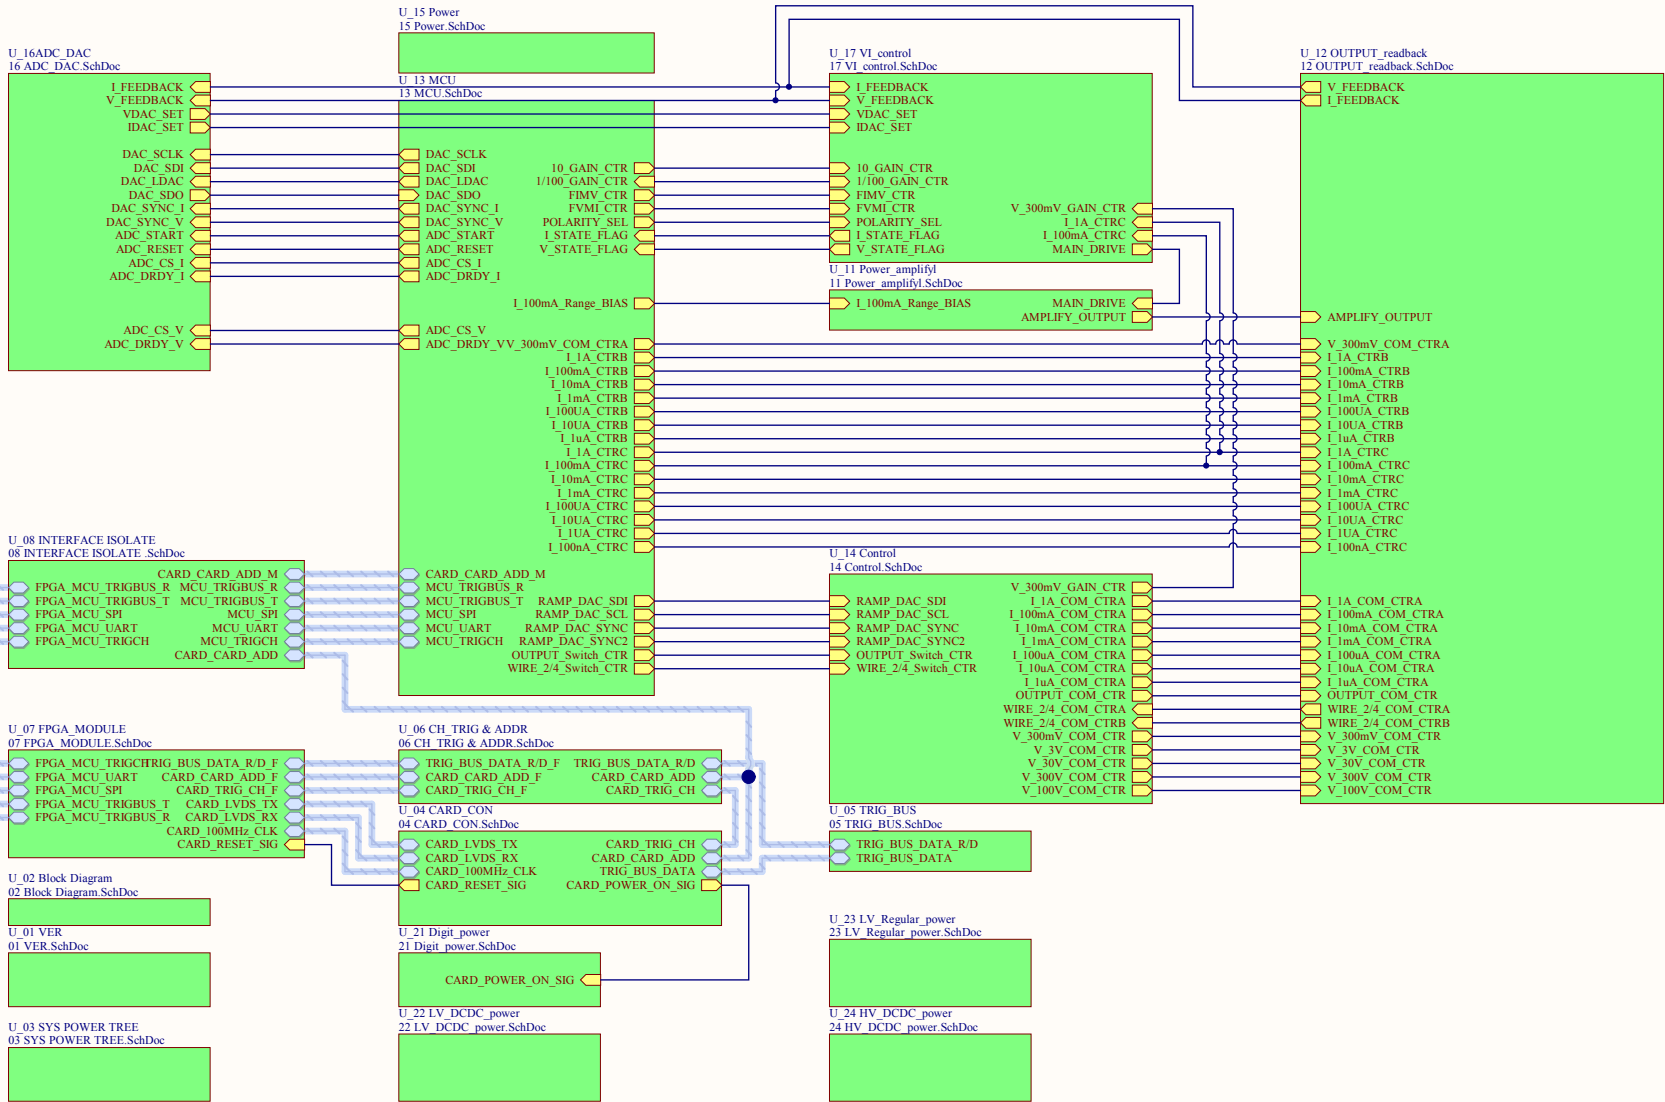 U_15 Power
15 Power.SchDoc
U_16ADC_DAC
16 ADC_DAC.SchDoc
I_FEEDBACK
V_FEEDBACK
VDAC_SET
IDAC_SET
DAC_SCLK
DAC_SDI
DAC_LDAC
DAC_SDO
DAC_SYNC_I
DAC_SYNC_V
ADC_START
ADC_RESET
ADC_CS_I
ADC_DRDY_I
ADC_CS_V
ADC_DRDY_V
U_13 MCU
13 MCU.SchDoc
DAC_SCLK
DAC_SDI
DAC_LDAC
DAC_SDO
DAC_SYNC_I
DAC_SYNC_V
ADC_START
ADC_RESET
ADC_CS_I
ADC_DRDY_I
ADC_CS_V
ADC_DRDY_V
CARD_CARD_ADD_M
MCU_TRIGBUS_R
MCU_TRIGBUS_T
MCU_SPI
MCU_UART
MCU_TRIGCH
10_GAIN_CTR
1/100_GAIN_CTR
FIMV_CTR
FVMI_CTR
POLARITY_SEL
I_STATE_FLAG
V_STATE_FLAG
I_100mA_Range_BIAS
V_300mV_COM_CTRA
I_1A_CTRB
I_100mA_CTRB
I_10mA_CTRB
I_1mA_CTRB
I_100UA_CTRB
I_10UA_CTRB
I_1uA_CTRB
I_1A_CTRC
I_100mA_CTRC
I_10mA_CTRC
I_1mA_CTRC
I_100UA_CTRC
I_10UA_CTRC
I_1UA_CTRC
I_100nA_CTRC
RAMP_DAC_SDI
RAMP_DAC_SCL
RAMP_DAC_SYNC
RAMP_DAC_SYNC2
OUTPUT_Switch_CTR
WIRE_2/4_Switch_CTR
U_17 VI_control
17 VI_control.SchDoc
I_FEEDBACK
V_FEEDBACK
VDAC_SET
IDAC_SET
10_GAIN_CTR
1/100_GAIN_CTR
FIMV_CTR
FVMI_CTR
POLARITY_SEL
I_STATE_FLAG
V_STATE_FLAG
V_300mV_GAIN_CTR
I_1A_CTRC
I_100mA_CTRC
MAIN_DRIVE
U_11 Power_amplifyl
11 Power_amplifyl.SchDoc
I_100mA_Range_BIAS
MAIN_DRIVE
AMPLIFY_OUTPUT
U_12 OUTPUT_readback
12 OUTPUT_readback.SchDoc
V_FEEDBACK
I_FEEDBACK
AMPLIFY_OUTPUT
V_300mV_COM_CTRA
I_1A_CTRB
I_100mA_CTRB
I_10mA_CTRB
I_1mA_CTRB
I_100UA_CTRB
I_10UA_CTRB
I_1uA_CTRB
I_1A_CTRC
I_100mA_CTRC
I_10mA_CTRC
I_1mA_CTRC
I_100UA_CTRC
I_10UA_CTRC
I_1UA_CTRC
I_100nA_CTRC
I_1A_COM_CTRA
I_100mA_COM_CTRA
I_10mA_COM_CTRA
I_1mA_COM_CTRA
I_100uA_COM_CTRA
I_10uA_COM_CTRA
I_1uA_COM_CTRA
OUTPUT_COM_CTR
WIRE_2/4_COM_CTRA
WIRE_2/4_COM_CTRB
V_300mV_COM_CTR
V_3V_COM_CTR
V_30V_COM_CTR
V_300V_COM_CTR
V_100V_COM_CTR
U_14 Control
14 Control.SchDoc
RAMP_DAC_SDI
RAMP_DAC_SCL
RAMP_DAC_SYNC
RAMP_DAC_SYNC2
OUTPUT_Switch_CTR
WIRE_2/4_Switch_CTR
V_300mV_GAIN_CTR
I_1A_COM_CTRA
I_100mA_COM_CTRA
I_10mA_COM_CTRA
I_1mA_COM_CTRA
I_100uA_COM_CTRA
I_10uA_COM_CTRA
I_1uA_COM_CTRA
OUTPUT_COM_CTR
WIRE_2/4_COM_CTRA
WIRE_2/4_COM_CTRB
V_300mV_COM_CTR
V_3V_COM_CTR
V_30V_COM_CTR
V_300V_COM_CTR
V_100V_COM_CTR
U_08 INTERFACE ISOLATE
08 INTERFACE ISOLATE .SchDoc
FPGA_MCU_TRIGBUS_R
FPGA_MCU_TRIGBUS_T
FPGA_MCU_SPI
FPGA_MCU_UART
FPGA_MCU_TRIGCH
CARD_CARD_ADD_M
MCU_TRIGBUS_R
MCU_TRIGBUS_T
MCU_SPI
MCU_UART
MCU_TRIGCH
CARD_CARD_ADD
U_07 FPGA_MODULE
07 FPGA_MODULE.SchDoc
FPGA_MCU_TRIGCH
FPGA_MCU_UART
FPGA_MCU_SPI
FPGA_MCU_TRIGBUS_T
FPGA_MCU_TRIGBUS_R
TRIG_BUS_DATA_R/D_F
CARD_CARD_ADD_F
CARD_TRIG_CH_F
CARD_LVDS_TX
CARD_LVDS_RX
CARD_100MHz_CLK
CARD_RESET_SIG
U_06 CH_TRIG & ADDR
06 CH_TRIG & ADDR.SchDoc
TRIG_BUS_DATA_R/D_F
CARD_CARD_ADD_F
CARD_TRIG_CH_F
TRIG_BUS_DATA_R/D
CARD_CARD_ADD
CARD_TRIG_CH
U_04 CARD_CON
04 CARD_CON.SchDoc
CARD_LVDS_TX
CARD_LVDS_RX
CARD_100MHz_CLK
CARD_RESET_SIG
CARD_TRIG_CH
CARD_CARD_ADD
TRIG_BUS_DATA
CARD_POWER_ON_SIG
U_05 TRIG_BUS
05 TRIG_BUS.SchDoc
TRIG_BUS_DATA_R/D
TRIG_BUS_DATA
U_02 Block Diagram
02 Block Diagram.SchDoc
U_01 VER
01 VER.SchDoc
U_21 Digit_power
21 Digit_power.SchDoc
CARD_POWER_ON_SIG
U_23 LV_Regular_power
23 LV_Regular_power.SchDoc
U_03 SYS POWER TREE
03 SYS POWER TREE.SchDoc
U_22 LV_DCDC_power
22 LV_DCDC_power.SchDoc
U_24 HV_DCDC_power
24 HV_DCDC_power.SchDoc